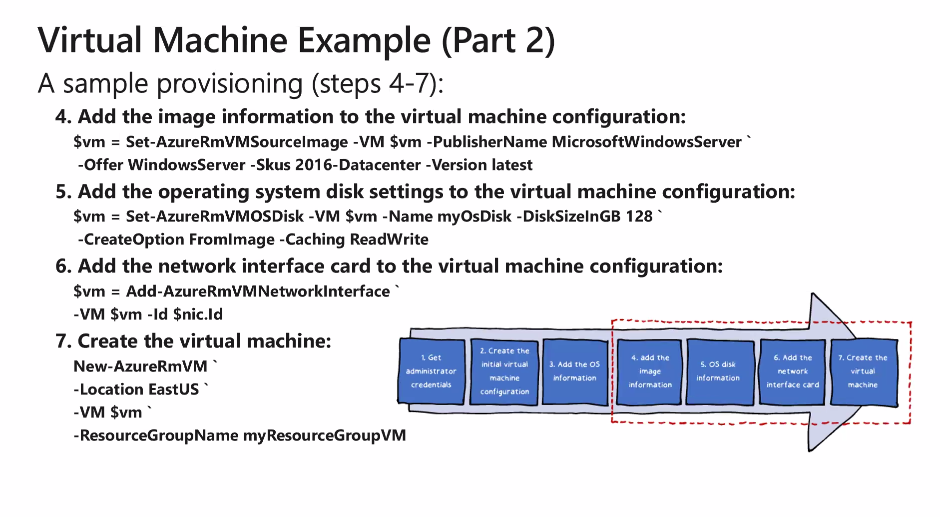 Virtual Machine Example (Part 2)
A sample provisioning (steps 4-7):
4. Add the image information to the virtual machine configuration:
$vm = Set-AzureRmVMSourceImage -VM $vm -PublisherName MicrosoftWindowsServer `
-Offer WindowsServer -Skus 2016-Datacenter -Version latest
5. Add the operating system disk settings to the virtual machine configuration:
$vm = Set-AzureRmVMOSDisk -VM $vm -Name myOsDisk -DiskSizeInGB 128 `
-CreateOption FromImage -Caching ReadWrite
6. Add the network interface card to the virtual machine configuration:
$vm = Add-AzureRmVMNetworkInterface `
-VM $vm -Id $nic.Id
7. Create the virtual machine:
New-AzureRmVM `
-Location EastUS `
-VM $vm `
-ResourceGroupName myResourceGroupVM
1. Get
administrator
credentials
2. Create the
initial virtual
machine
configuration
3. Add the OS
information
4. add the
image
information
5. OS disk
information
6. Add the
network
interface card
7. Create the
virtual
machine